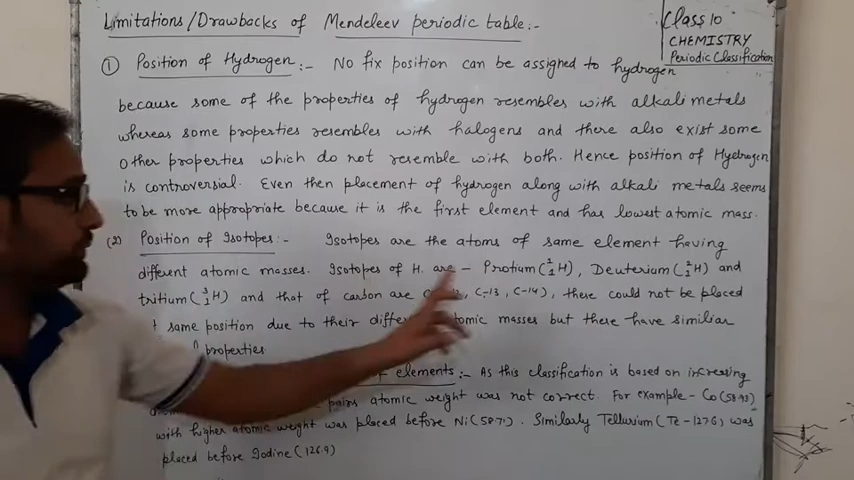 Limitations/Drawbacks of Mendeleev periodic table:-
Class 10
CHEMISTRY
Periodic Classification
① Position of Hydrogen:- No fix position can be assigned to hydrogen
because some of the properties of hydrogen resembles with alkali metals
whereas some properties resembles with halogens and there also exist some
other properties which do not resemble with both. Hence position of Hydrogen
is controversial. Even then placement of hydrogen along with alkali metals seems
to be more appropriate because it is the first element and has lowest atomic mass.
(2) Position of Isotopes:- Isotopes are the atoms of same element having
different atomic masses. Isotopes of H. are - Protium( H), Deuterium(²₁H) and
tritium(³₁H) and that of carbon are C-13, C-14), these could not be placed
same position due to their atomic masses but there have similiar
properties
of elements:- As this classification is based on incresing
pairs atomic weight was not correct. For example- Co(58.93)
with higher atomic weight was placed before Ni(58.71). Similarly Tellurium(Te-127.6) was
placed before Iodine(126.9)